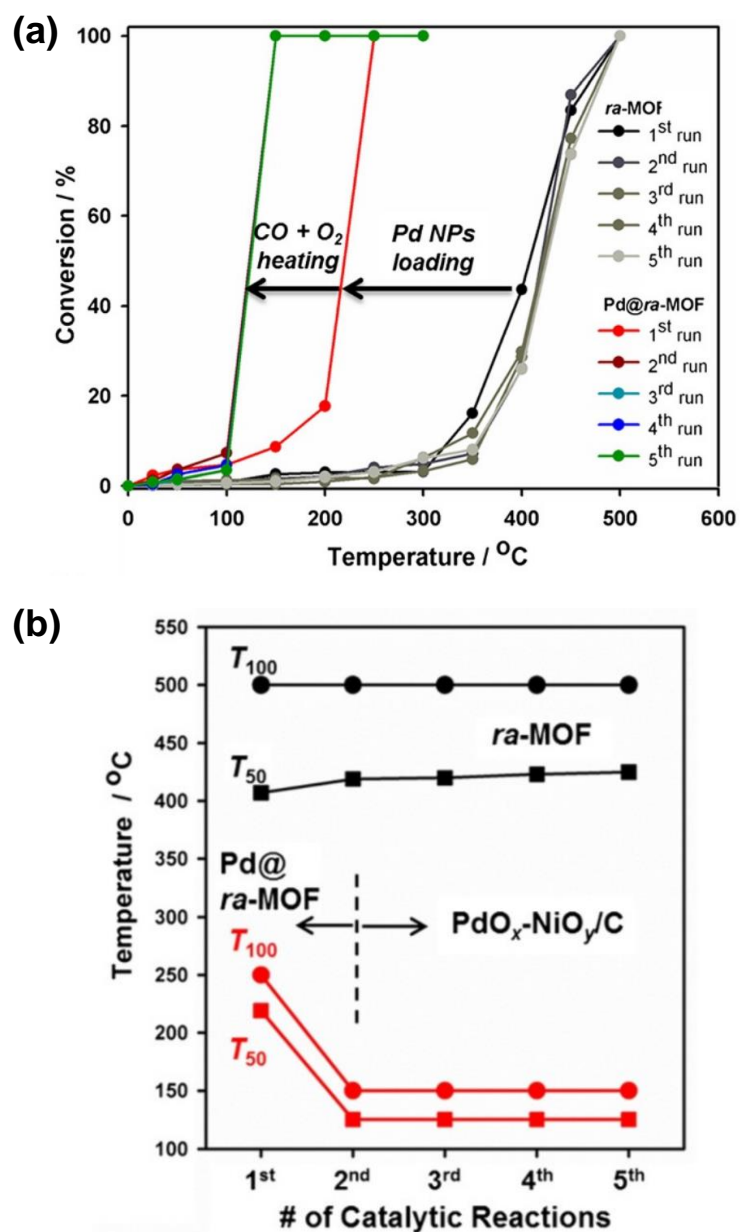 (a)
100
80
60
40
20
0
Conversion / %
0 100 200 300 400 500 600
Temperature / °C
CO + O₂
heating
Pd NPs
loading
ra-MOF
1st run
2nd run
3rd run
4th run
5th run
Pd@ra-MOF
1st run
2nd run
3rd run
4th run
5th run
(b)
550
500
450
400
350
300
250
200
150
100
Temperature / °C
T₁₀₀
T₅₀
ra-MOF
Pd@
ra-MOF
PdOₓ-NiOᵧ/C
T₁₀₀
T₅₀
1st 2nd 3rd 4th 5th
# of Catalytic Reactions